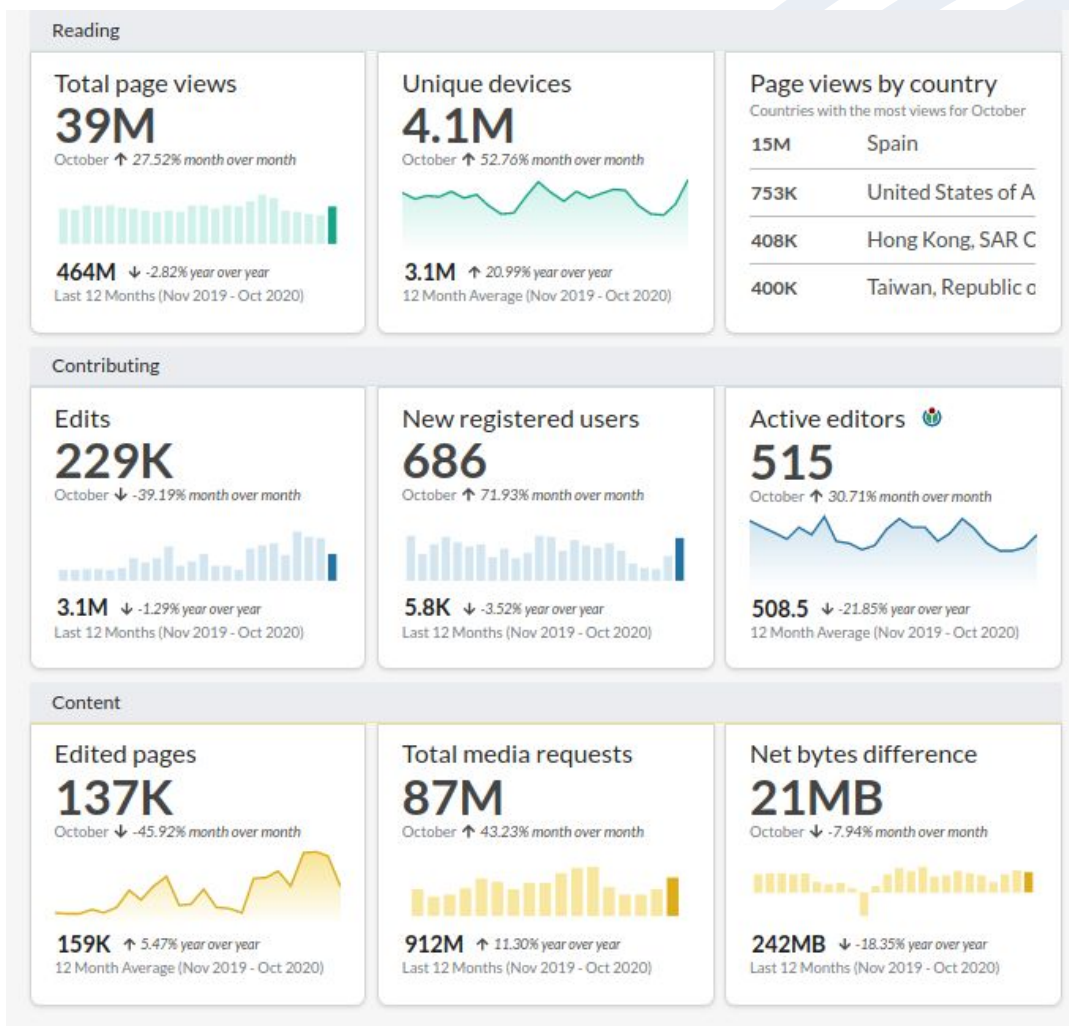 Reading
Total page views
39M
October ↑ 27.52% month over month
464M ↓ -2.82% year over year
Last 12 Months (Nov 2019 - Oct 2020)
Unique devices
4.1M
October ↑ 52.76% month over month
3.1M ↑ 20.99% year over year
12 Month Average (Nov 2019 - Oct 2020)
Page views by country
Countries with the most views for October
15M Spain
753K United States of A
408K Hong Kong, SAR C
400K Taiwan, Republic o
Contributing
Edits
229K
October ↓ -39.19% month over month
3.1M ↓ -1.29% year over year
Last 12 Months (Nov 2019 - Oct 2020)
New registered users
686
October ↑ 71.93% month over month
5.8K ↓ -3.52% year over year
Last 12 Months (Nov 2019 - Oct 2020)
Active editors
515
October ↑ 30.71% month over month
508.5 ↓ -21.85% year over year
12 Month Average (Nov 2019 - Oct 2020)
Content
Edited pages
137K
October ↓ -45.92% month over month
159K ↑ 5.47% year over year
12 Month Average (Nov 2019 - Oct 2020)
Total media requests
87M
October ↑ 43.23% month over month
912M ↑ 11.30% year over year
Last 12 Months (Nov 2019 - Oct 2020)
Net bytes difference
21MB
October ↓ -7.94% month over month
242MB ↓ -18.35% year over year
Last 12 Months (Nov 2019 - Oct 2020)